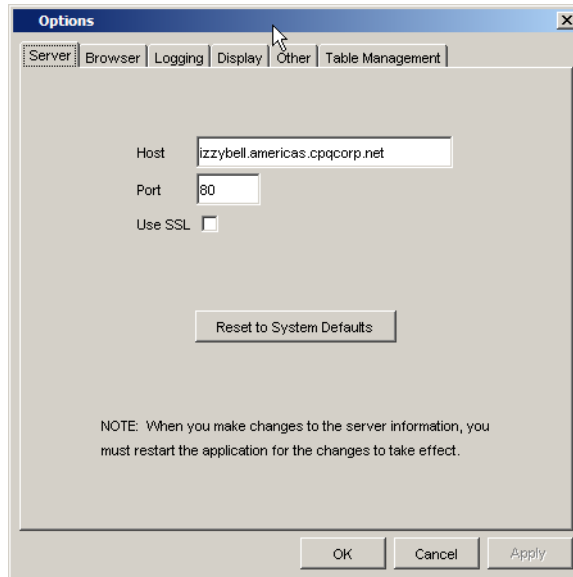 Options
Server Browser Logging Display Other Table Management
Host izzybell.americas.cpqcorp.net
Port 80
Use SSL
Reset to System Defaults
NOTE: When you make changes to the server information, you
must restart the application for the changes to take effect.
OK Cancel Apply